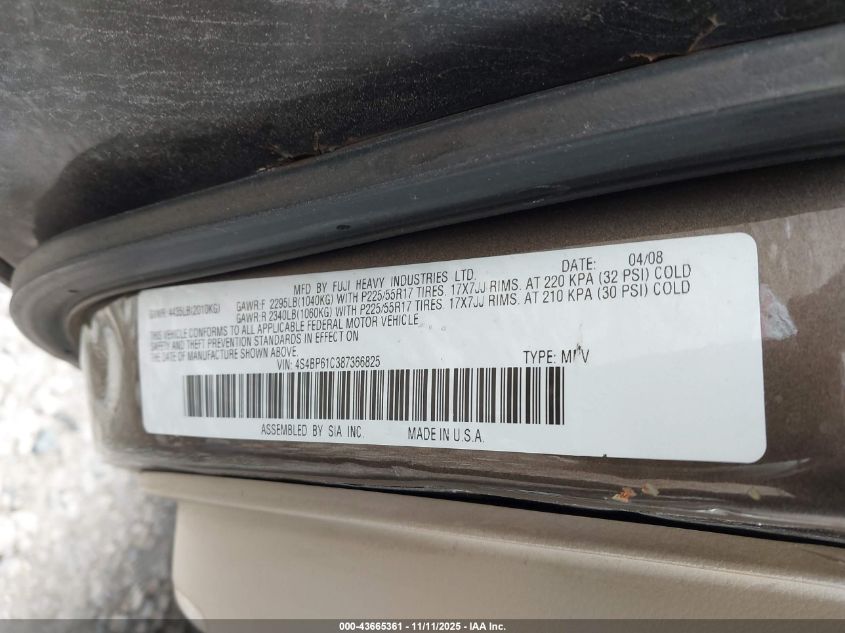 MFD BY FUJI HEAVY INDUSTRIES LTD. DATE: 04/08
GVWR: 4435LB(2010KG) GAWR:F 2295LB(1040KG) WITH P225/55R17 TIRES. 17X7JJ RIMS. AT 220 KPA (32 PSI) COLD
GAWR:R 2340LB(1060KG) WITH P225/55R17 TIRES. 17X7JJ RIMS. AT 210 KPA (30 PSI) COLD
THIS VEHICLE CONFORMS TO ALL APPLICABLE FEDERAL MOTOR VEHICLE
SAFETY AND THEFT PREVENTION STANDARDS IN EFFECT ON
THE DATE OF MANUFACTURE SHOWN ABOVE.
VIN: 4S4BP61C387366825 TYPE: MPV
ASSEMBLED BY SIA INC. MADE IN U.S.A.
000-43665361 - 11/11/2025 - IAA Inc.